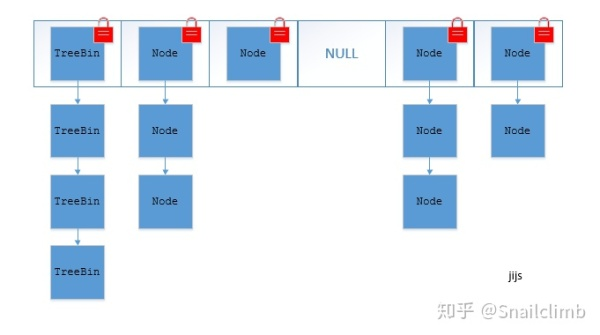 TreeBin Node Node NULL Node Node
TreeBin Node Node Node
TreeBin Node Node
TreeBin
jijs
知乎 @Snailclimb